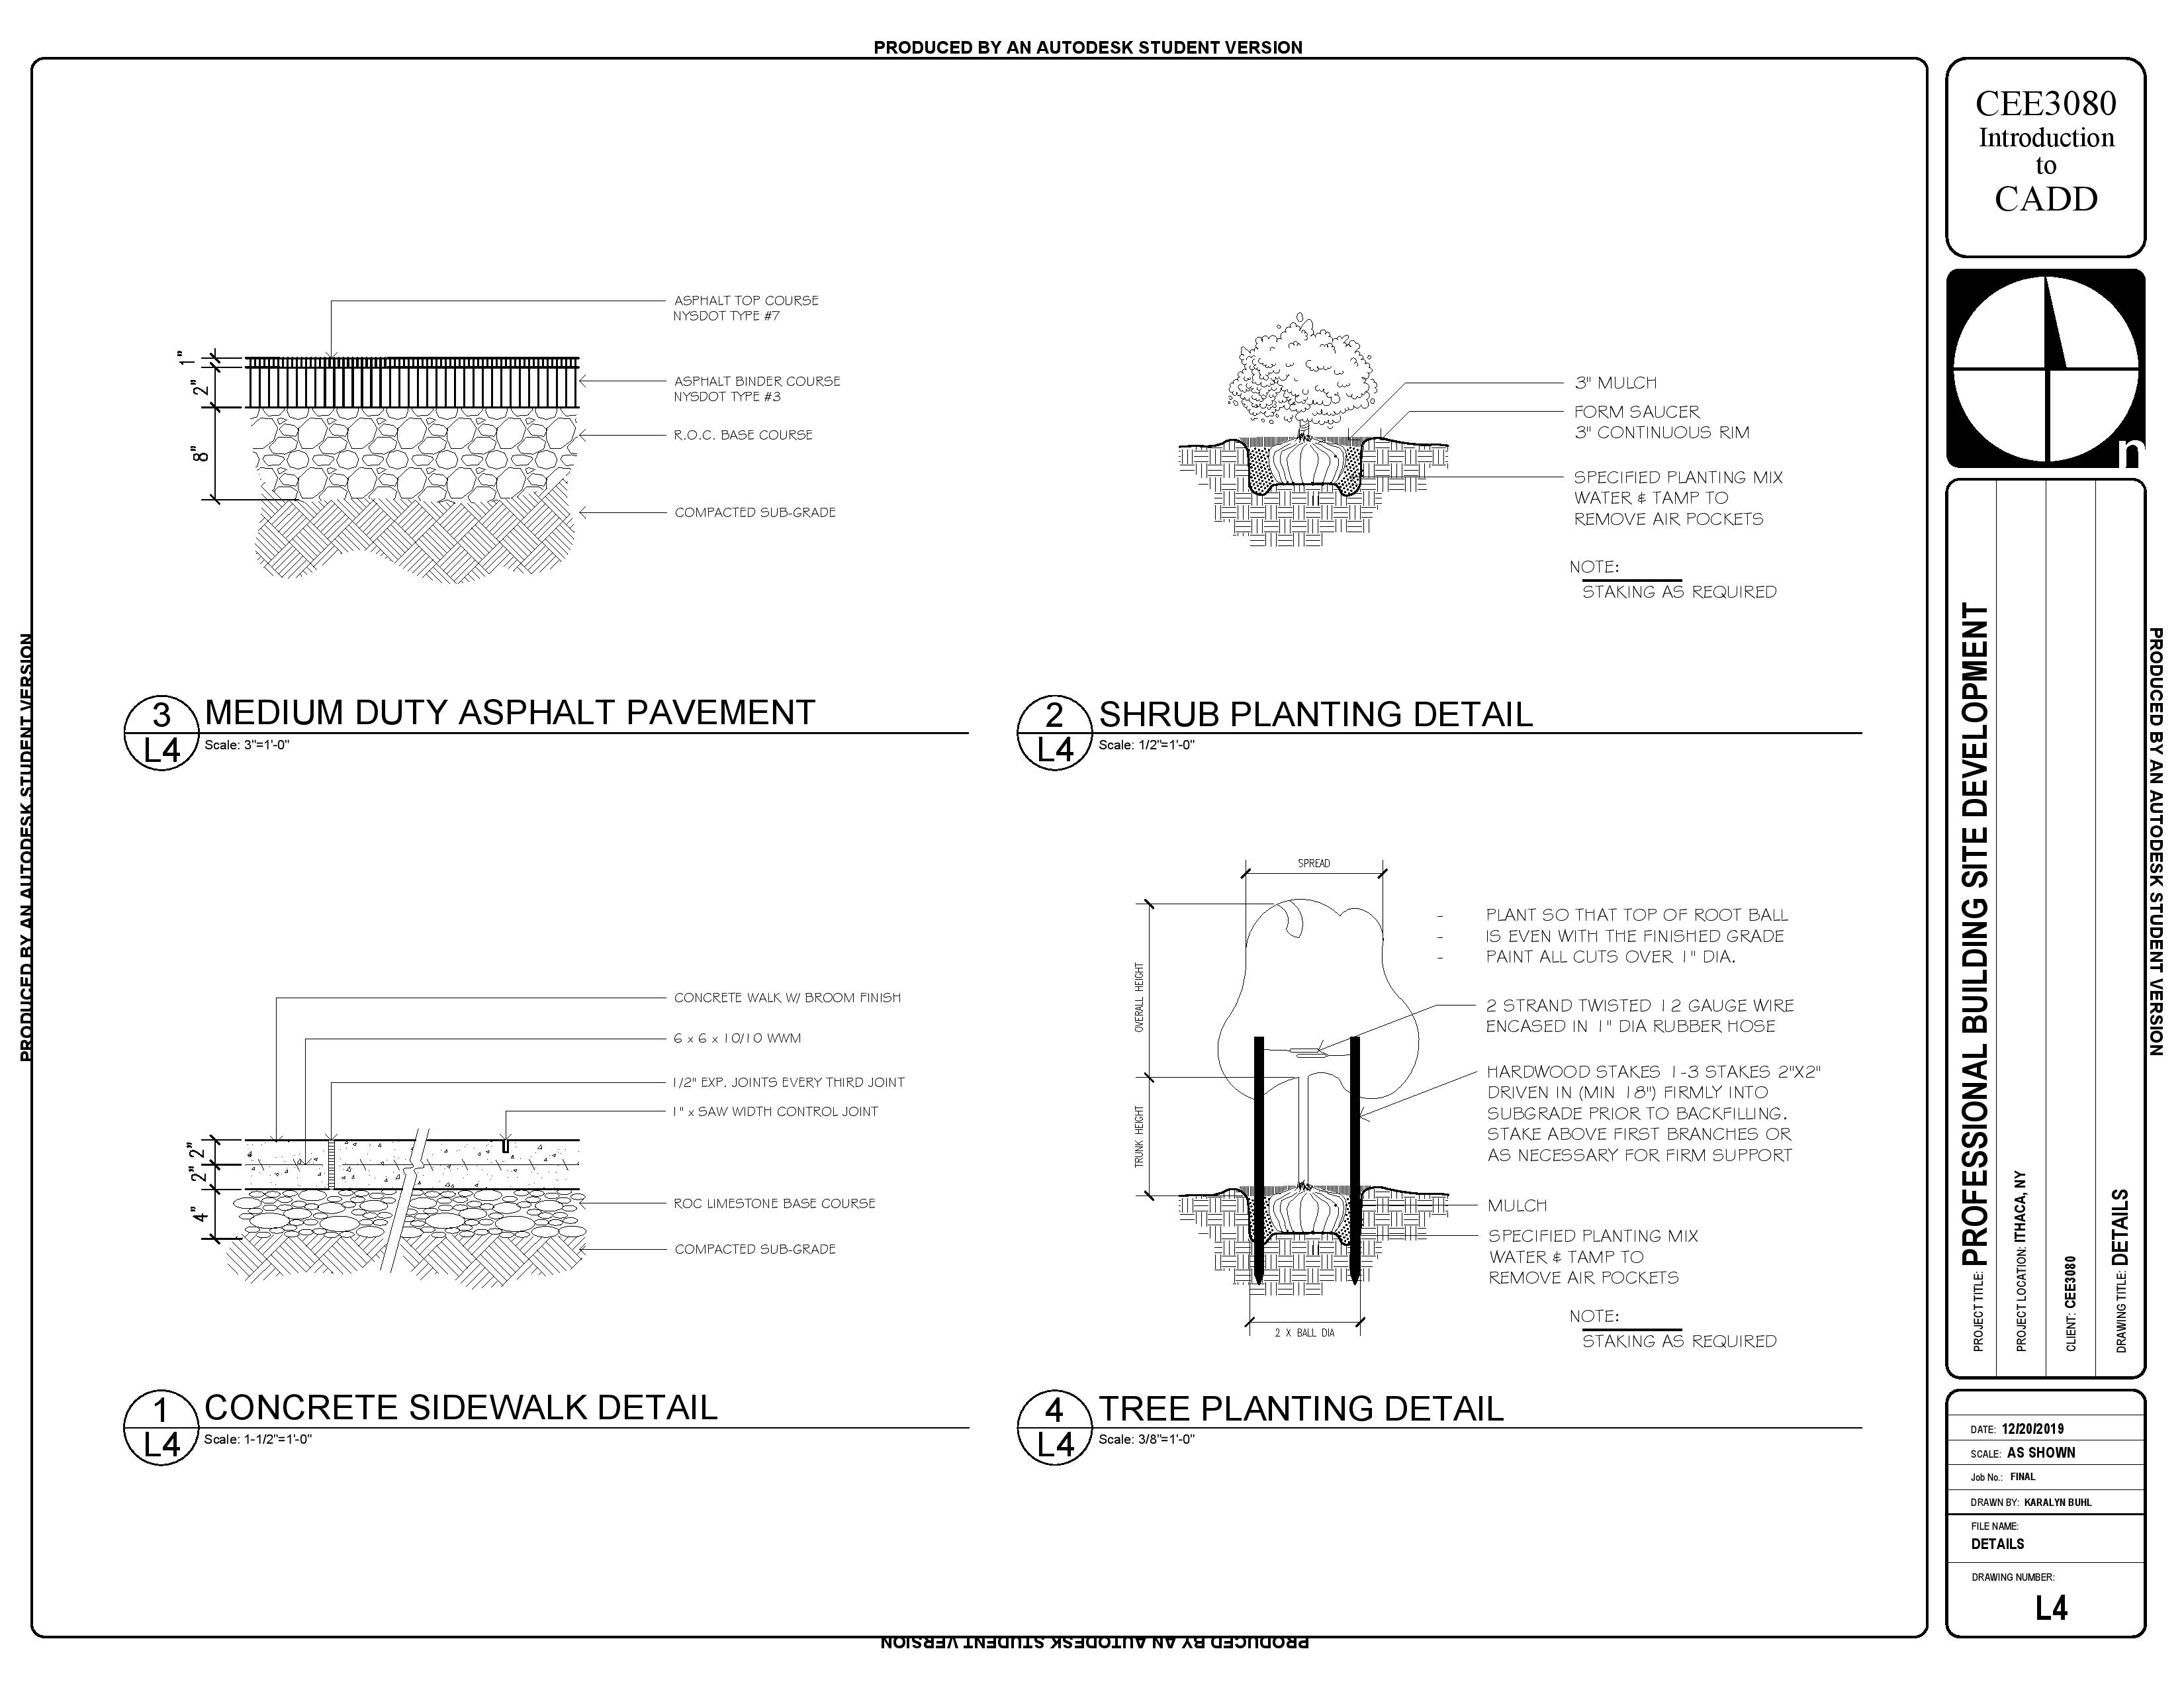 PRODUCED BY AN AUTODESK STUDENT VERSION
ASPHALT TOP COURSE
NYSDOT TYPE #7
1"
2"
8"
ASPHALT BINDER COURSE
NYSDOT TYPE #3
R.O.C. BASE COURSE
COMPACTED SUB-GRADE
3
L4
MEDIUM DUTY ASPHALT PAVEMENT
Scale: 3"=1'-0"
3" MULCH
FORM SAUCER
3" CONTINUOUS RIM
SPECIFIED PLANTING MIX
WATER & TAMP TO
REMOVE AIR POCKETS
NOTE:
STAKING AS REQUIRED
2
L4
SHRUB PLANTING DETAIL
Scale: 1/2"=1'-0"
CONCRETE WALK W/ BROOM FINISH
6 x 6 x 10/10 WWM
1/2" EXP. JOINTS EVERY THIRD JOINT
1" x SAW WIDTH CONTROL JOINT
2"
2"
4"
ROC LIMESTONE BASE COURSE
COMPACTED SUB-GRADE
1
L4
CONCRETE SIDEWALK DETAIL
Scale: 1-1/2"=1'-0"
SPREAD
OVERALL HEIGHT
TRUNK HEIGHT
- PLANT SO THAT TOP OF ROOT BALL
- IS EVEN WITH THE FINISHED GRADE
- PAINT ALL CUTS OVER 1" DIA.
2 STRAND TWISTED 12 GAUGE WIRE
ENCASED IN 1" DIA RUBBER HOSE
HARDWOOD STAKES 1-3 STAKES 2"X2"
DRIVEN IN (MIN 18") FIRMLY INTO
SUBGRADE PRIOR TO BACKFILLING.
STAKE ABOVE FIRST BRANCHES OR
AS NECESSARY FOR FIRM SUPPORT
MULCH
SPECIFIED PLANTING MIX
WATER & TAMP TO
REMOVE AIR POCKETS
2 X BALL DIA
NOTE:
STAKING AS REQUIRED
4
L4
TREE PLANTING DETAIL
Scale: 3/8"=1'-0"
CEE3080
Introduction
to
CADD
n
PROJECT TITLE: PROFESSIONAL BUILDING SITE DEVELOPMENT
PROJECT LOCATION: ITHACA, NY
CLIENT: CEE3080
DRAWING TITLE: DETAILS
DATE: 12/20/2019
SCALE: AS SHOWN
Job No.: FINAL
DRAWN BY: KARALYN BUHL
FILE NAME:
DETAILS
DRAWING NUMBER:
L4
PRODUCED BY AN AUTODESK STUDENT VERSION
PRODUCED BY AN AUTODESK STUDENT VERSION
PRODUCED BY AN AUTODESK STUDENT VERSION